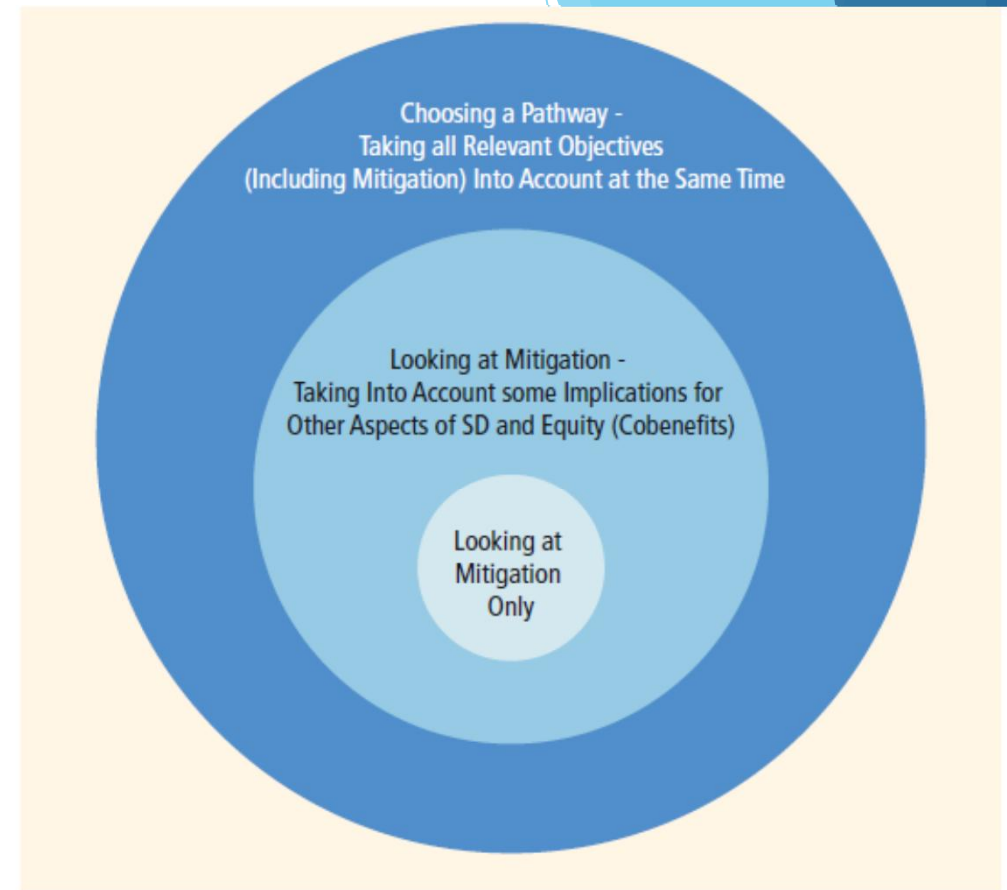 Choosing a Pathway -
Taking all Relevant Objectives
(Including Mitigation) Into Account at the Same Time
Looking at Mitigation -
Taking Into Account some Implications for
Other Aspects of SD and Equity (Cobenefits)
Looking at
Mitigation
Only